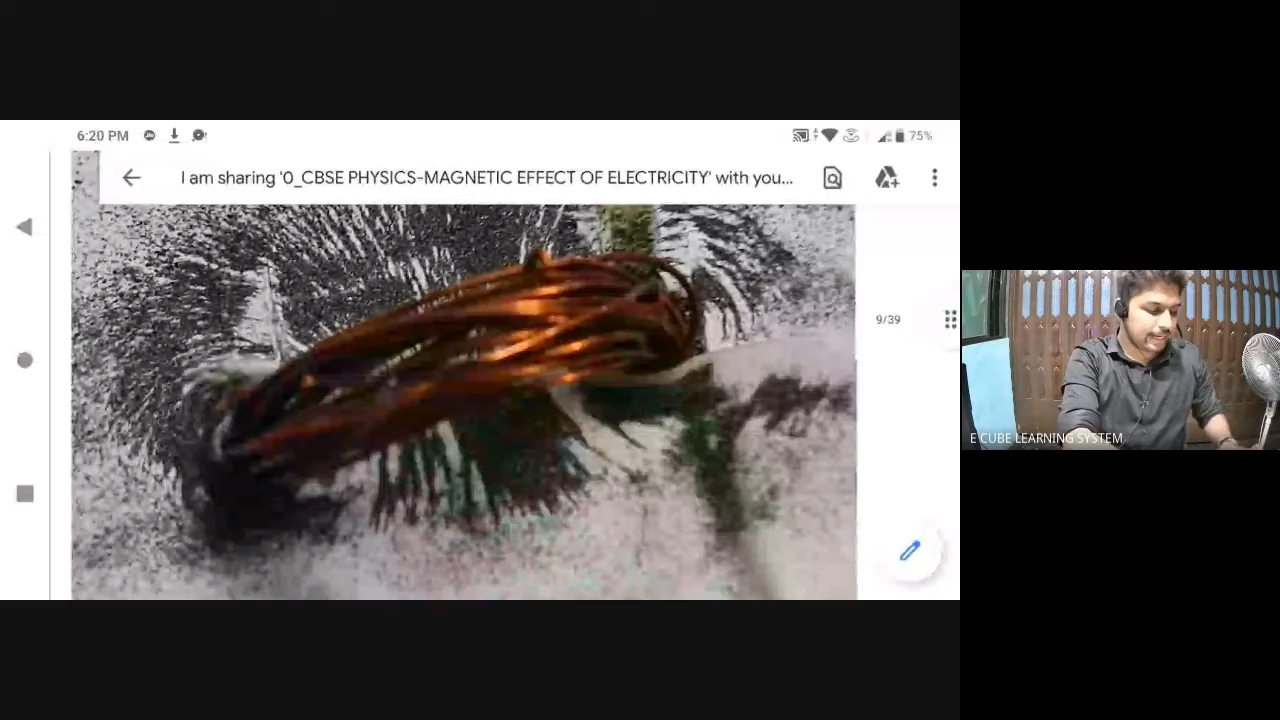 6:20 PM
75%
I am sharing '0_CBSE PHYSICS-MAGNETIC EFFECT OF ELECTRICITY' with you...
9/39
E CUBE LEARNING SYSTEM